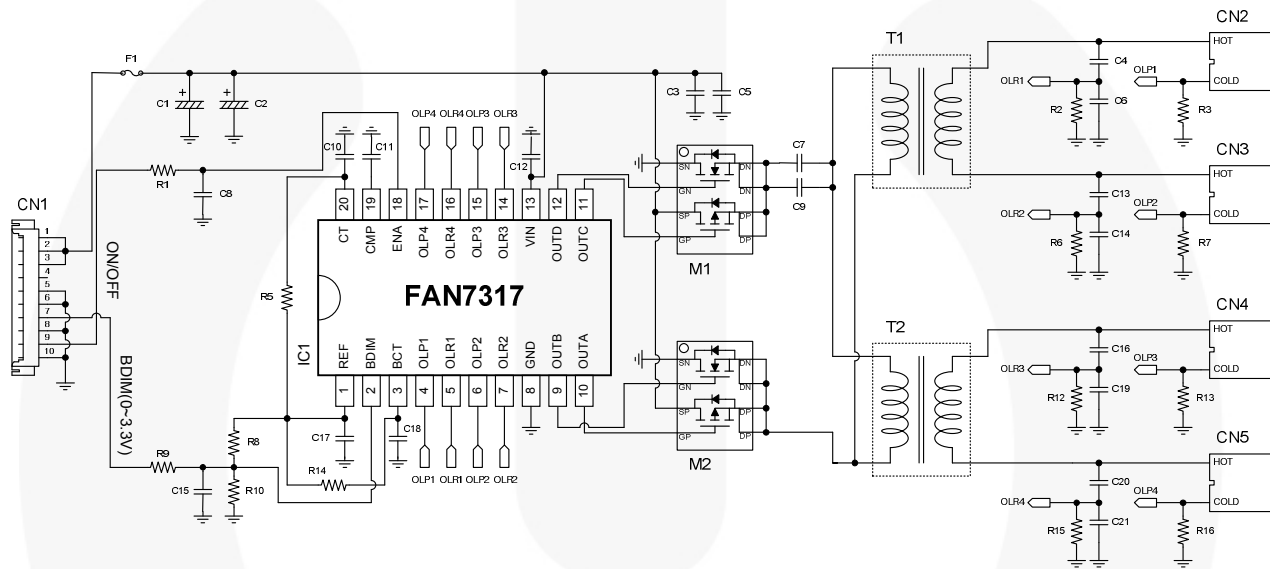 CN2
T1
CN1
F1
HOT
C4
OLR1
OLP1
COLD
+
C1
+
C2
C3
C5
R2
C6
R3
OLP4
OLR4
OLP3
OLR3
C10
C11
C12
C7
SN
DN
GN
DN
C9
SP
DP
GP
DP
M1
R1
C8
CN3
HOT
C13
OLR2
OLP2
COLD
R6
C14
R7
20
19
18
17
16
15
14
13
12
11
CT
CMP
ENA
OLP4
OLR4
OLP3
OLR3
VIN
OUTD
OUTC
1
2
3
4
5
6
7
8
9
10
ON/OFF
R5
FAN7317
IC1
REF
BDIM
BCT
OLP1
OLR1
OLP2
OLR2
GND
OUTB
OUTA
1
2
3
4
5
6
7
8
9
10
T2
CN4
HOT
C16
OLR3
OLP3
COLD
R12
C19
R13
SN
DN
GN
DN
SP
DP
GP
DP
M2
BDIM(0~3.3V)
R8
C17
C18
R9
R14
C15
R10
OLP1
OLR1
OLP2
OLR2
CN5
HOT
C20
OLR4
OLP4
COLD
R15
C21
R16